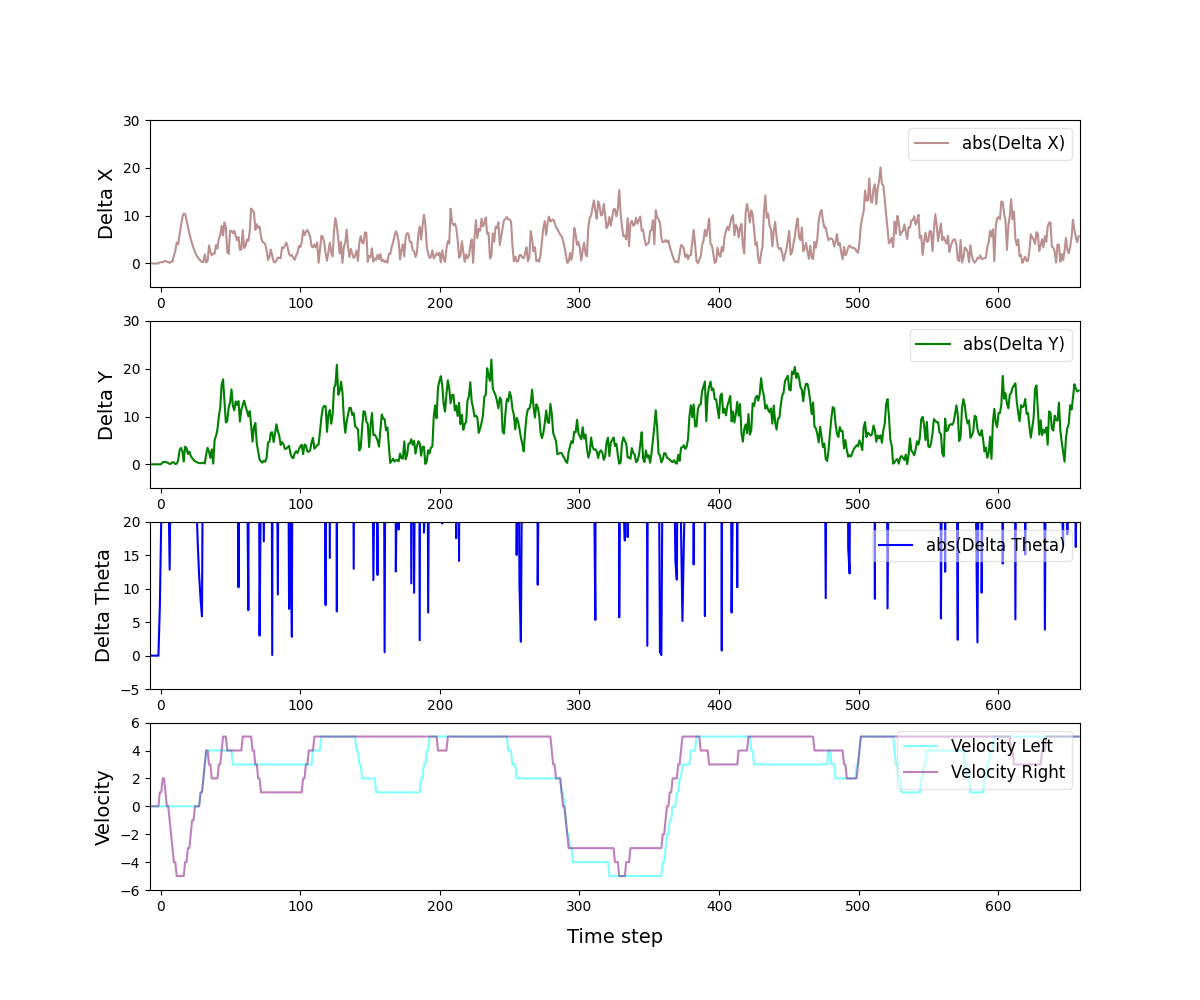 30
20
10
0
Delta X
abs(Delta X)
0 100 200 300 400 500 600
30
20
10
0
Delta Y
abs(Delta Y)
0 100 200 300 400 500 600
20
15
10
5
0
−5
Delta Theta
abs(Delta Theta)
0 100 200 300 400 500 600
6
4
2
0
−2
−4
−6
Velocity
Velocity Left
Velocity Right
0 100 200 300 400 500 600
Time step